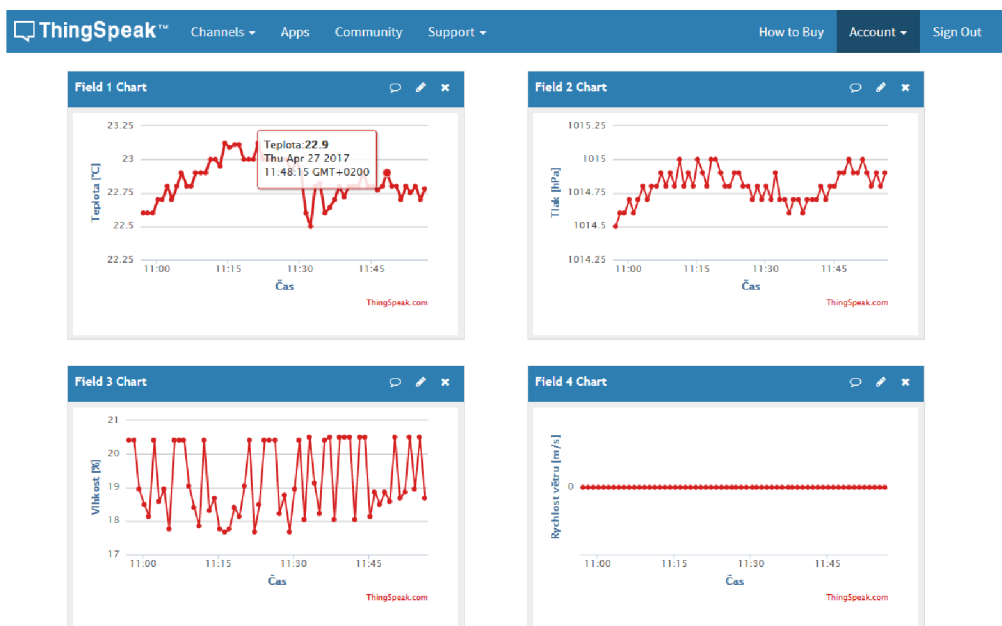 ThingSpeak™ Channels Apps Community Support How to Buy Account Sign Out
Field 1 Chart
23.25
23
22.75
22.5
22.25
Teplota [°C]
Teplota:22.9
Thu Apr 27 2017
11:48:15 GMT+0200
11:00 11:15 11:30 11:45
Čas
ThingSpeak.com
Field 2 Chart
1015.25
1015
1014.75
1014.5
1014.25
Tlak [hPa]
11:00 11:15 11:30 11:45
Čas
ThingSpeak.com
Field 3 Chart
21
20
19
18
17
Vlhkost [%]
11:00 11:15 11:30 11:45
Čas
ThingSpeak.com
Field 4 Chart
0
Rychlost větru [m/s]
11:00 11:15 11:30 11:45
Čas
ThingSpeak.com